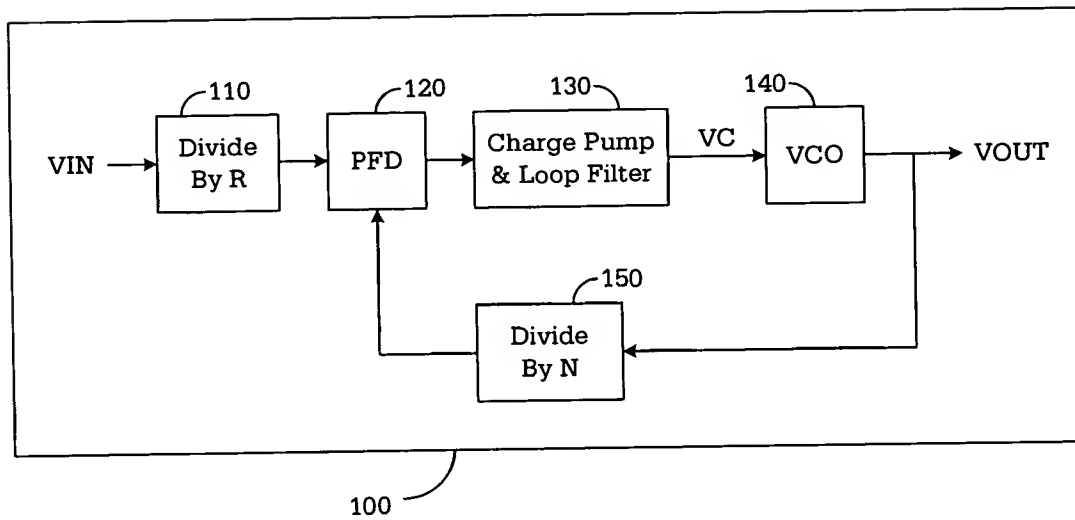 110
120
130
140
VIN
Divide
By R
PFD
Charge Pump
& Loop Filter
VC
VCO
VOUT
150
Divide
By N
100